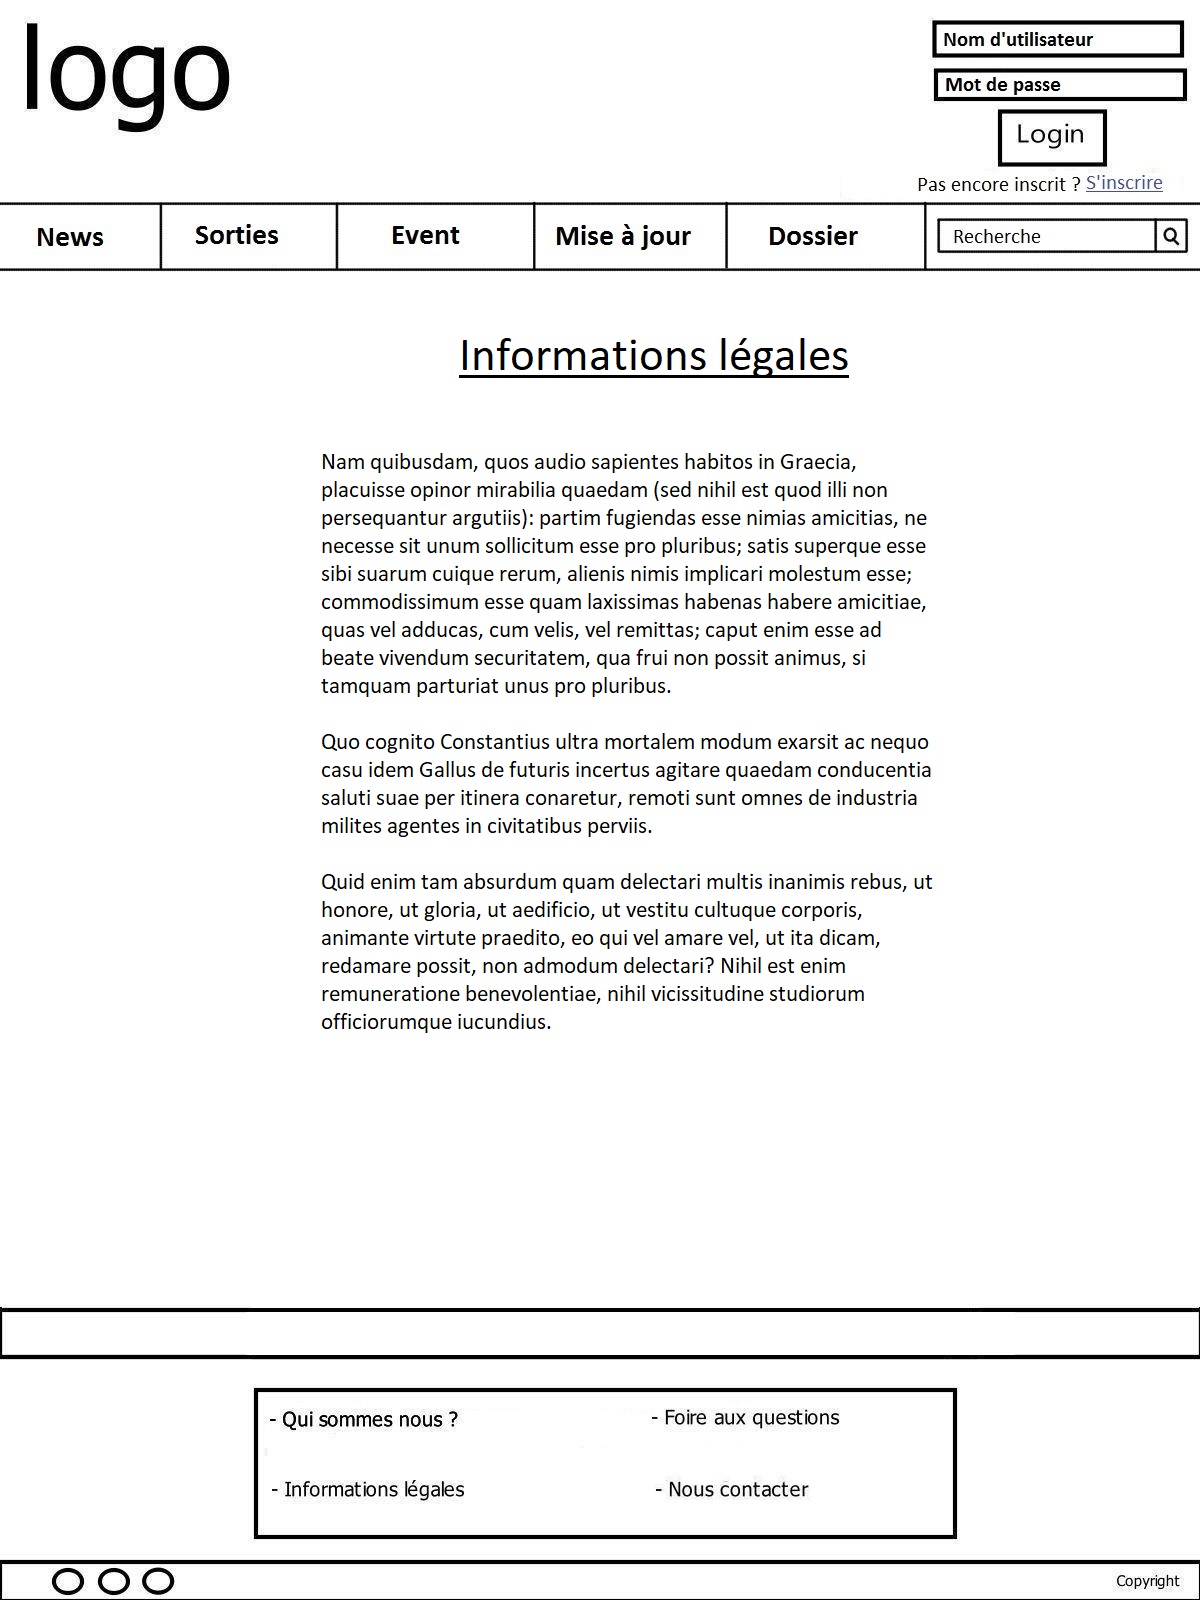 logo
Nom d'utilisateur
Mot de passe
Login
Pas encore inscrit ? S'inscrire
News
Sorties
Event
Mise à jour
Dossier
Recherche
Informations légales
Nam quibusdam, quos audio sapientes habitos in Graecia,
placuisse opinor mirabilia quaedam (sed nihil est quod illi non
persequantur argutiis): partim fugiendas esse nimias amicitias, ne
necesse sit unum sollicitum esse pro pluribus; satis superque esse
sibi suarum cuique rerum, alienis nimis implicari molestum esse;
commodissimum esse quam laxissimas habenas habere amicitiae,
quas vel adducas, cum velis, vel remittas; caput enim esse ad
beate vivendum securitatem, qua frui non possit animus, si
tamquam parturiat unus pro pluribus.
Quo cognito Constantius ultra mortalem modum exarsit ac nequo
casu idem Gallus de futuris incertus agitare quaedam conducentia
saluti suae per itinera conaretur, remoti sunt omnes de industria
milites agentes in civitatibus perviis.
Quid enim tam absurdum quam delectari multis inanimis rebus, ut
honore, ut gloria, ut aedificio, ut vestitu cultuque corporis,
animante virtute praedito, eo qui vel amare vel, ut ita dicam,
redamare possit, non admodum delectari? Nihil est enim
remuneratione benevolentiae, nihil vicissitudine studiorum
officiorumque iucundius.
- Qui sommes nous ?
- Foire aux questions
- Informations légales
- Nous contacter
Copyright